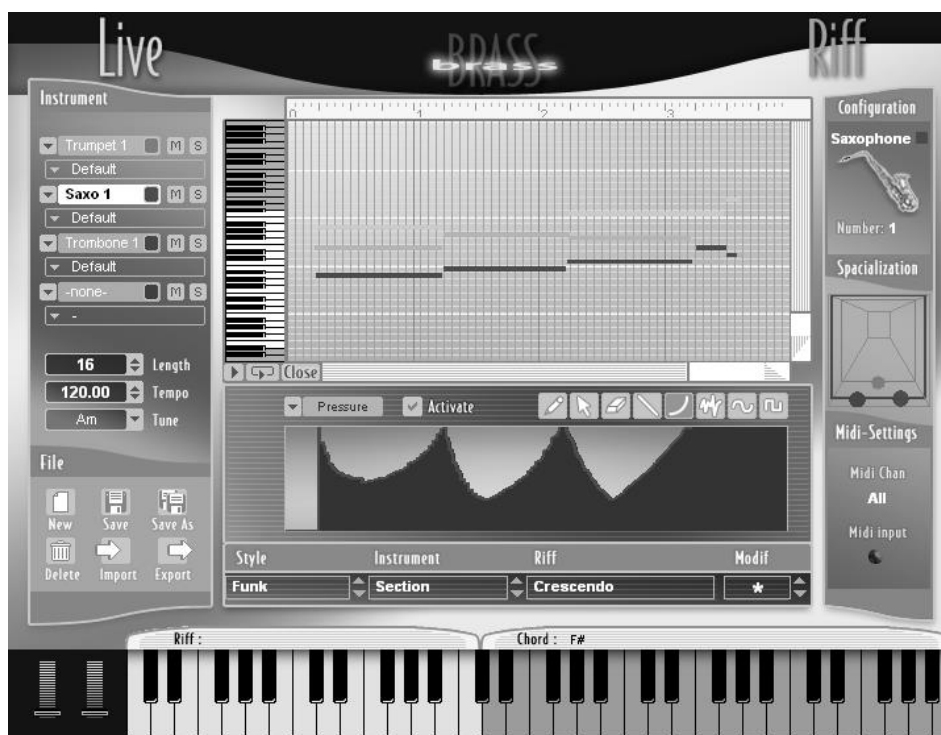 Live
BRASS
brass
Riff
Instrument
Trumpet 1 M S
Default
Saxo 1 M S
Default
Trombone 1 M S
Default
-none- M S
-
16 Length
120.00 Tempo
Am Tune
File
New Save Save As
Delete Import Export
0 1 2 3
Close
Pressure Activate
Style Instrument Riff Modif
Funk Section Crescendo *
Configuration
Saxophone
Number: 1
Spacialization
Midi-Settings
Midi Chan
All
Midi input
Riff :
Chord : F#